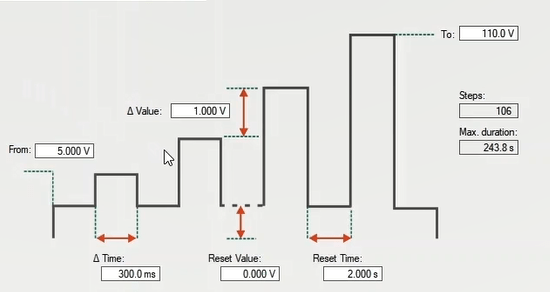 To: 110.0 V
Steps:
Δ Value: 1.000 V
106
Max. duration:
From: 5.000 V
243.8 s
Δ Time:
Reset Value:
Reset Time:
300.0 ms
0.000 V
2.000 s